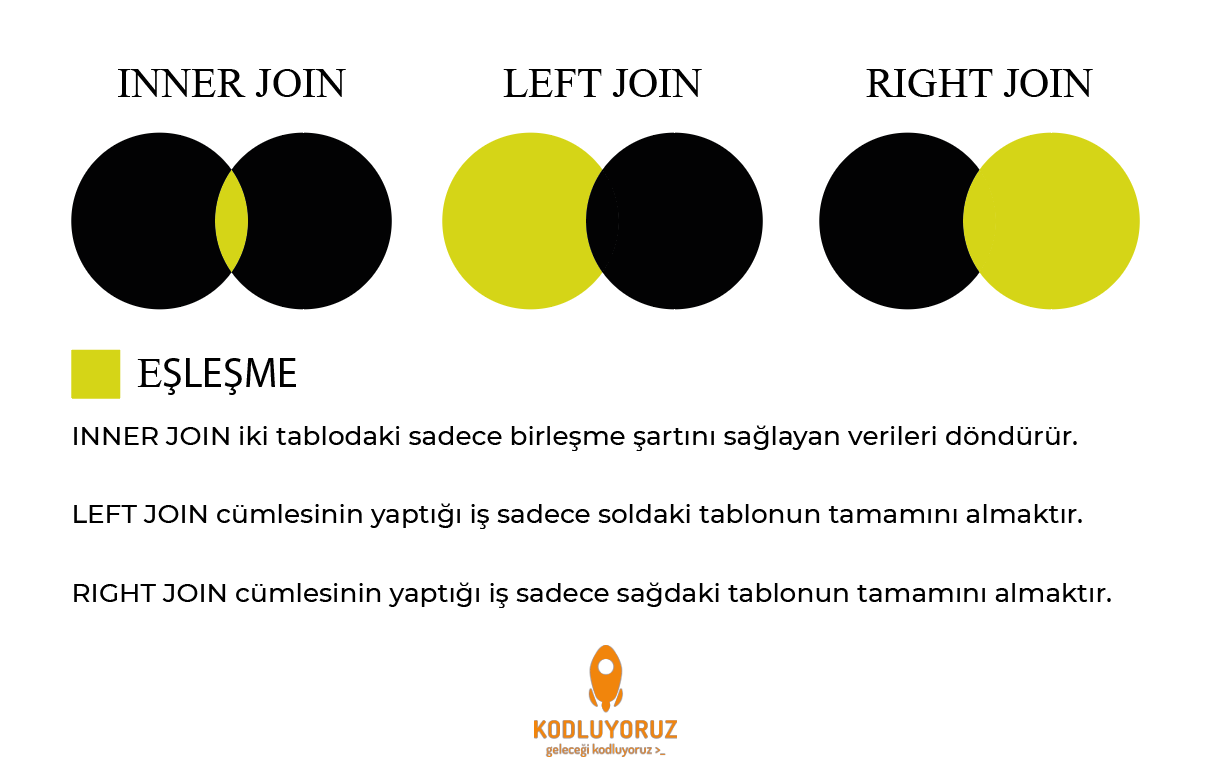 INNER JOIN
LEFT JOIN
RIGHT JOIN
EŞLEŞME
INNER JOIN iki tablodaki sadece birleşme şartını sağlayan verileri döndürür.
LEFT JOIN cümlesinin yaptığı iş sadece soldaki tablonun tamamını almaktır.
RIGHT JOIN cümlesinin yaptığı iş sadece sağdaki tablonun tamamını almaktır.
KODLUYORUZ
geleceği kodluyoruz >_